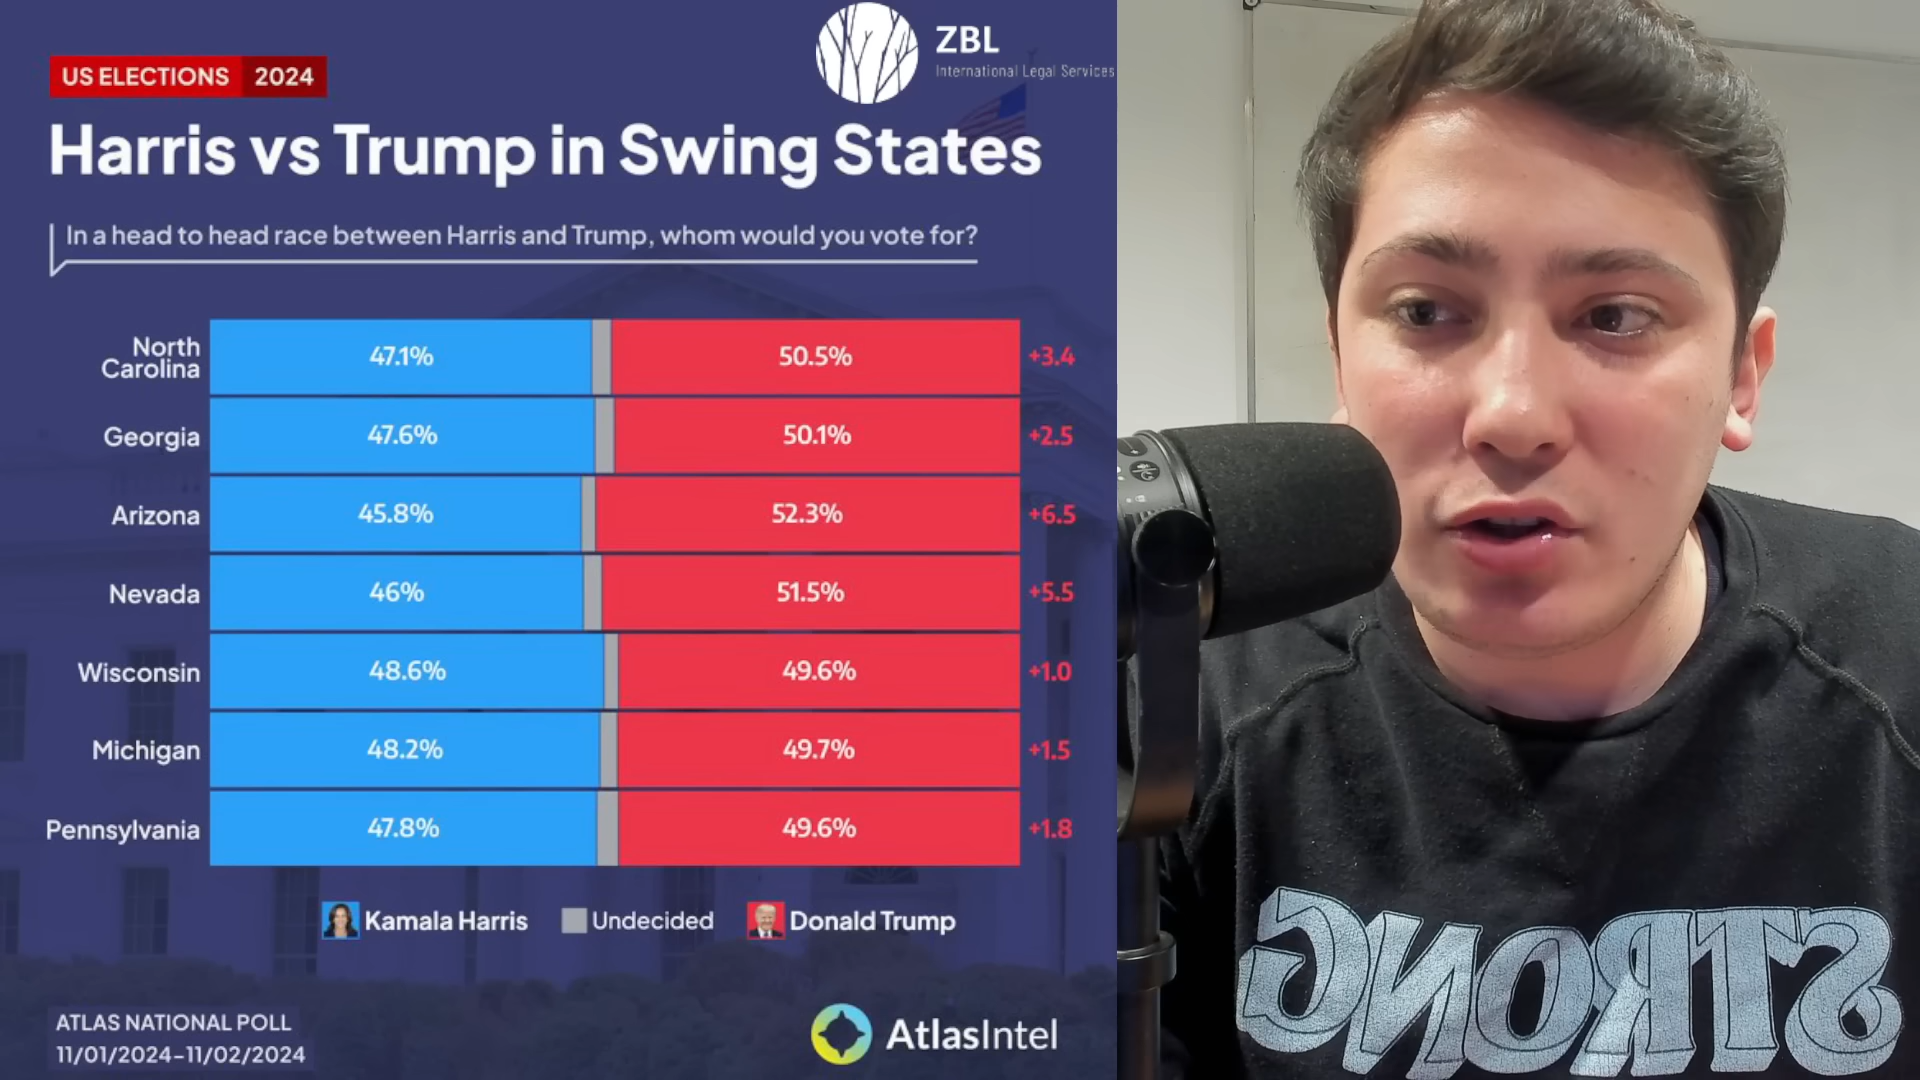 ZBL
International Legal Services
US ELECTIONS 2024
Harris vs Trump in Swing States
In a head to head race between Harris and Trump, whom would you vote for?
North
Carolina
47.1% 50.5% +3.4
Georgia 47.6% 50.1% +2.5
Arizona 45.8% 52.3% +6.5
Nevada 46% 51.5% +5.5
Wisconsin 48.6% 49.6% +1.0
Michigan 48.2% 49.7% +1.5
Pennsylvania 47.8% 49.6% +1.8
Kamala Harris Undecided Donald Trump
ATLAS NATIONAL POLL
11/01/2024-11/02/2024
AtlasIntel
STRONG